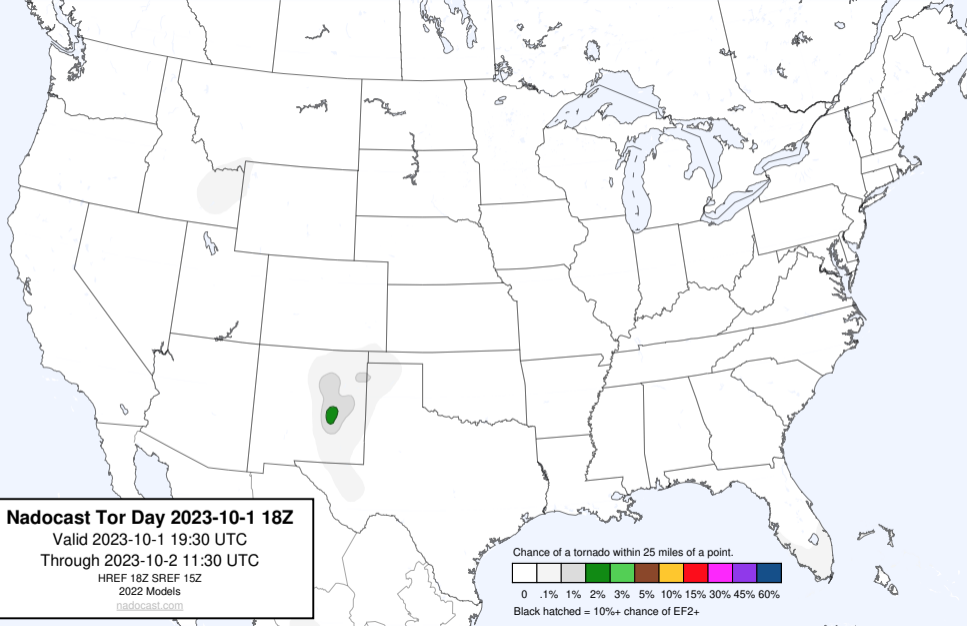 Nadocast Tor Day 2023-10-1 18Z
Valid 2023-10-1 19:30 UTC
Through 2023-10-2 11:30 UTC
HREF 18Z SREF 15Z
2022 Models
nadocast.com
Chance of a tornado within 25 miles of a point.
0 .1% 1% 2% 3% 5% 10% 15% 30% 45% 60%
Black hatched = 10%+ chance of EF2+